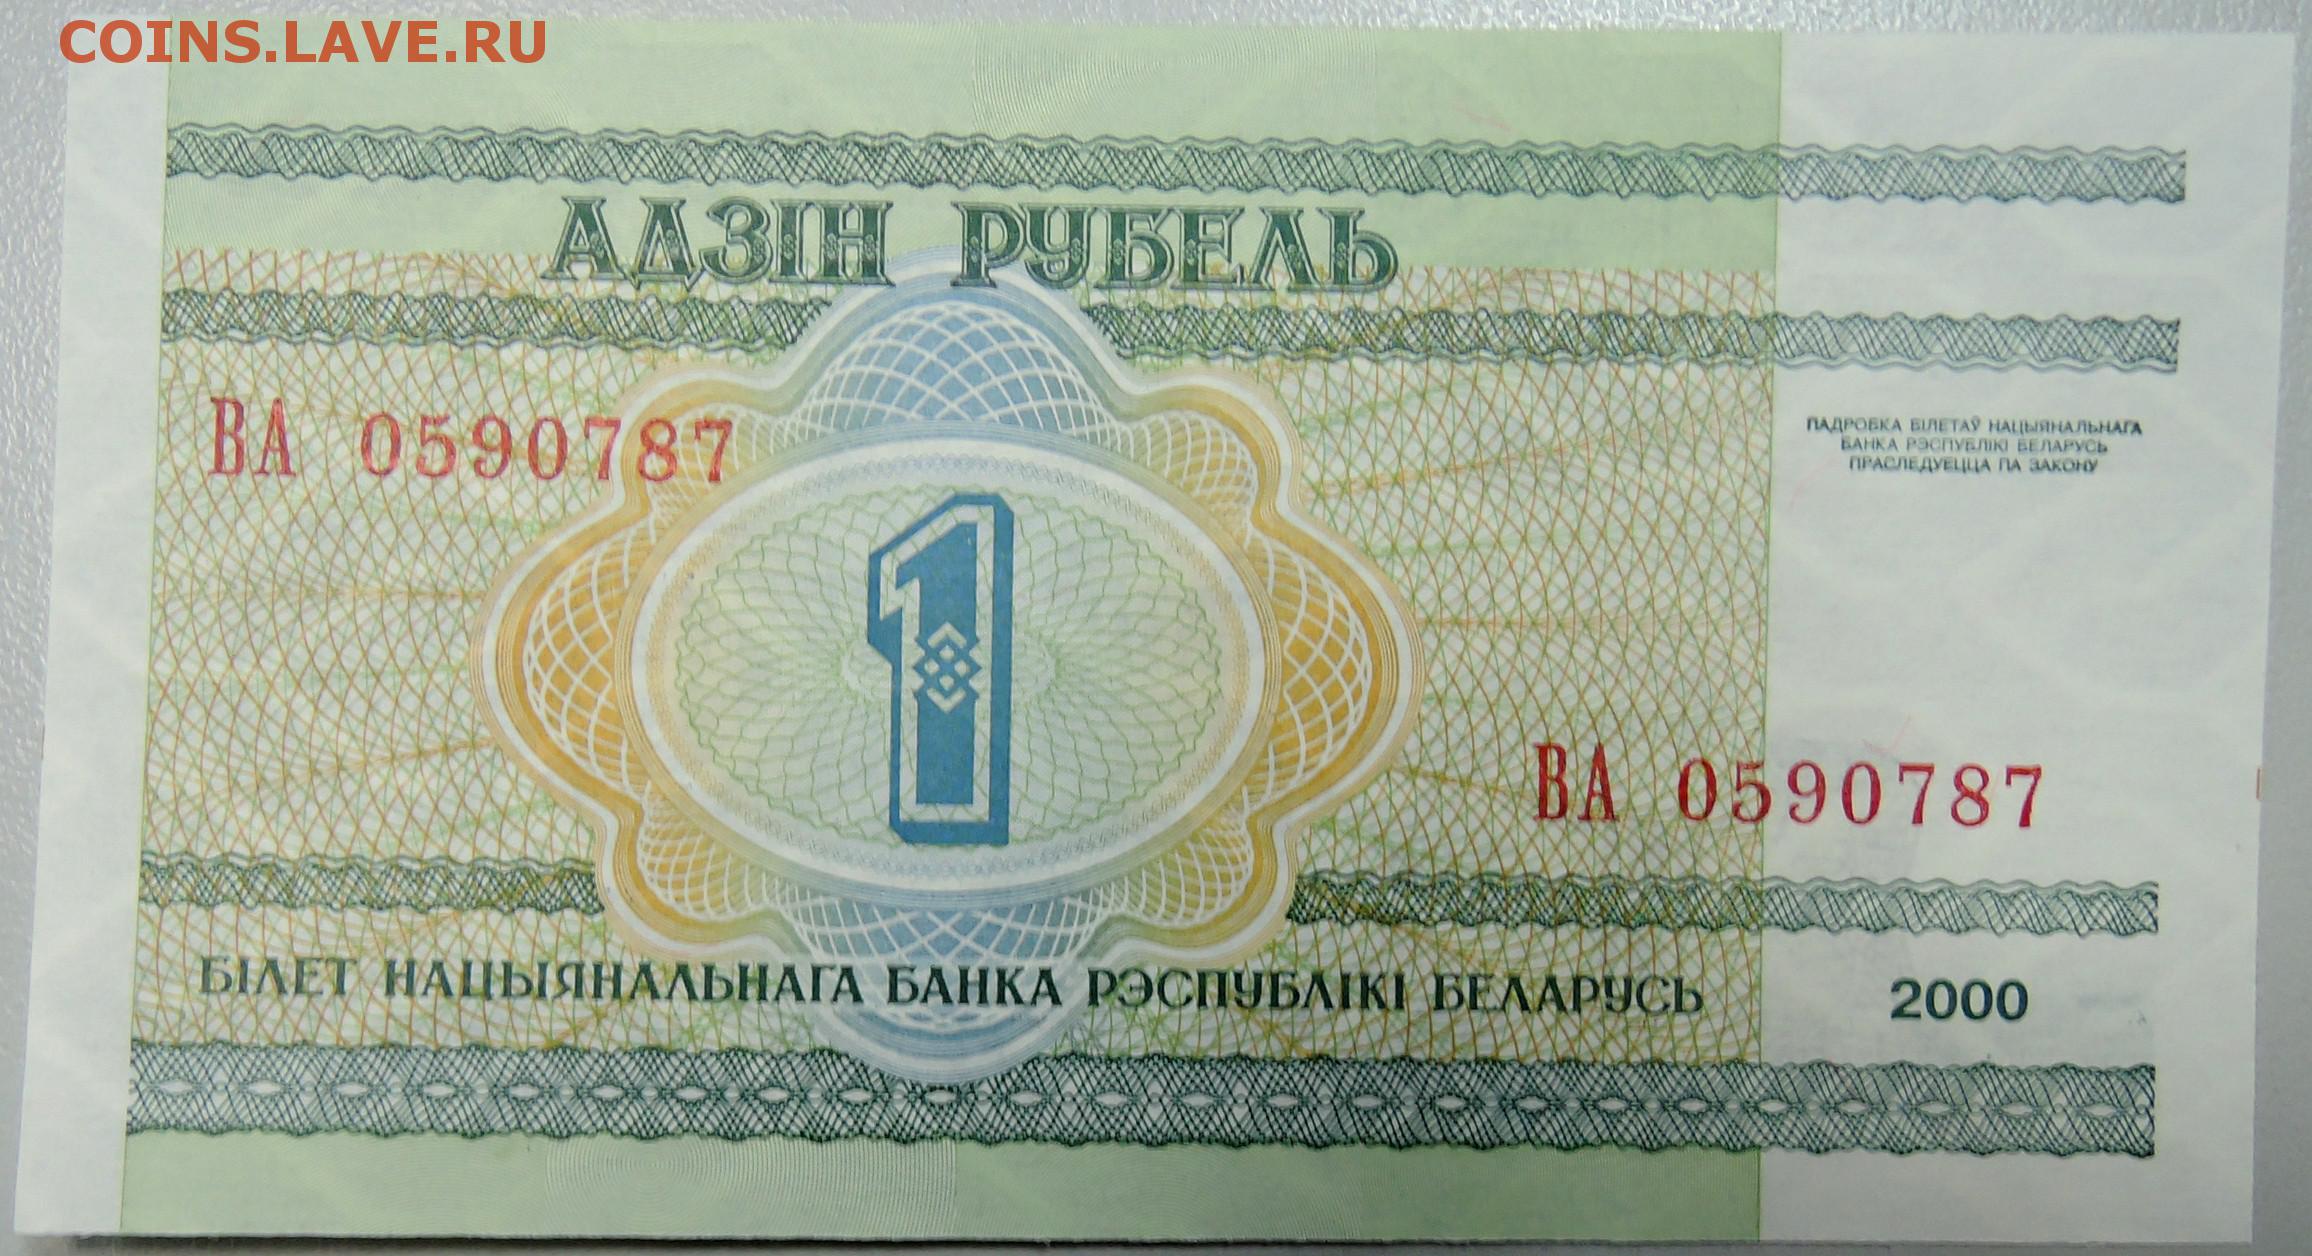 COINS.LAVE.RU
АДЗІН РУБЕЛЬ
ВА 0590787
ПАДРОБКА БІЛЕТАЎ НАЦЫЯНАЛЬНАГА
БАНКА РЭСПУБЛІКІ БЕЛАРУСЬ
ПРАСЛЕДУЕЦЦА ПА ЗАКОНУ
1
ВА 0590787
БІЛЕТ НАЦЫЯНАЛЬНАГА БАНКА РЭСПУБЛІКІ БЕЛАРУСЬ 2000